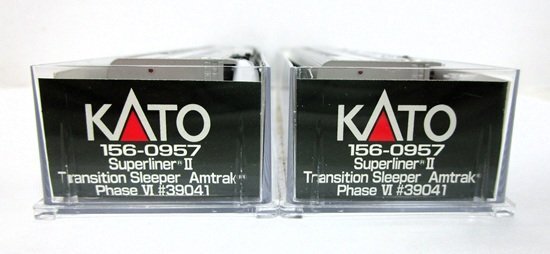 KATO
156-0957
Superliner® II
Transition Sleeper Amtrak®
Phase VI #39041
KATO
156-0957
Superliner® II
Transition Sleeper Amtrak®
Phase VI #39041